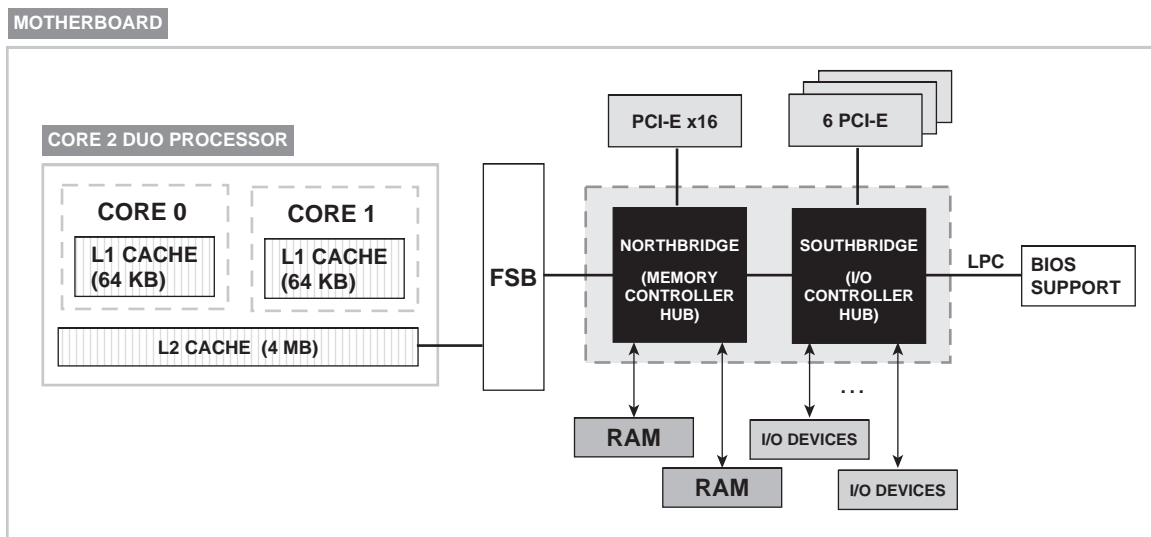 MOTHERBOARD
PCI-E x16
6 PCI-E
CORE 2 DUO PROCESSOR
CORE 0
L1 CACHE
(64 KB)
CORE 1
L1 CACHE
(64 KB)
L2 CACHE (4 MB)
FSB
NORTHBRIDGE
(MEMORY
CONTROLLER
HUB)
SOUTHBRIDGE
(I/O
CONTROLLER
HUB)
LPC
BIOS
SUPPORT
...
RAM
RAM
I/O DEVICES
I/O DEVICES